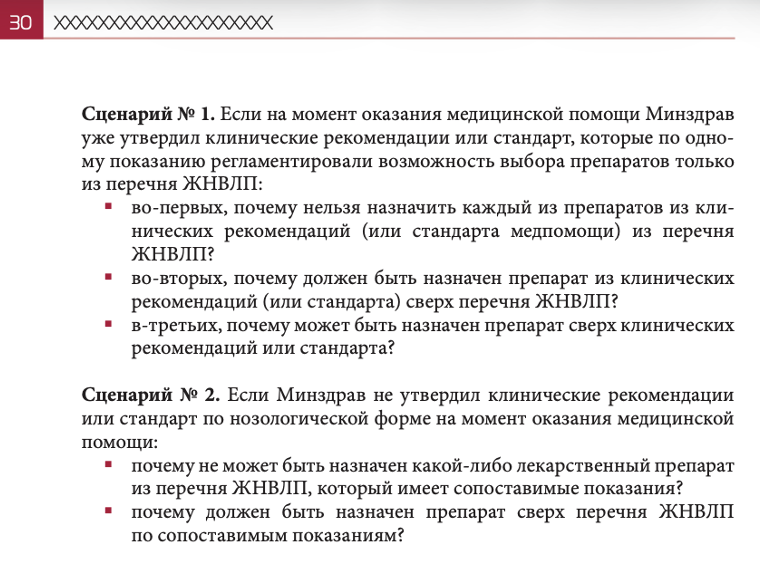 30 XXXXXXXXXXXXXXXXXXXXXX
Сценарий № 1. Если на момент оказания медицинской помощи Минздрав
уже утвердил клинические рекомендации или стандарт, которые по одно-
му показанию регламентировали возможность выбора препаратов только
из перечня ЖНВЛП:
▪ во-первых, почему нельзя назначить каждый из препаратов из кли-
нических рекомендаций (или стандарта медпомощи) из перечня
ЖНВЛП?
▪ во-вторых, почему должен быть назначен препарат из клинических
рекомендаций (или стандарта) сверх перечня ЖНВЛП?
▪ в-третьих, почему может быть назначен препарат сверх клинических
рекомендаций или стандарта?
Сценарий № 2. Если Минздрав не утвердил клинические рекомендации
или стандарт по нозологической форме на момент оказания медицинской
помощи:
▪ почему не может быть назначен какой-либо лекарственный препарат
из перечня ЖНВЛП, который имеет сопоставимые показания?
▪ почему должен быть назначен препарат сверх перечня ЖНВЛП
по сопоставимым показаниям?